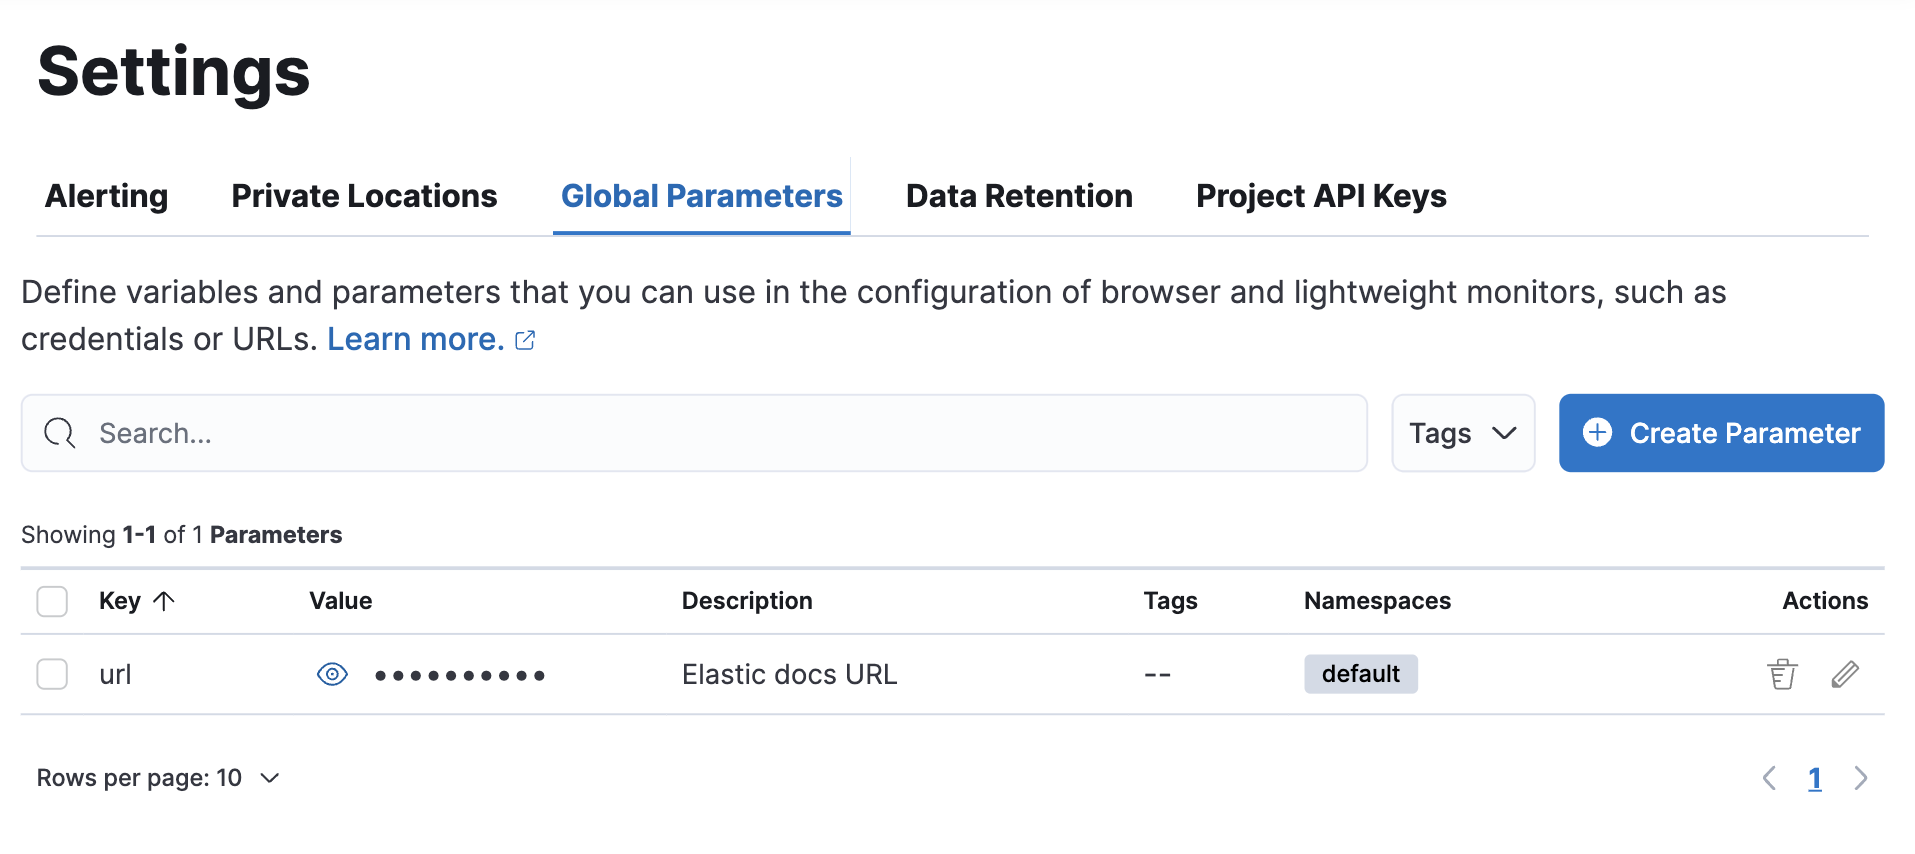 Settings
Alerting Private Locations Global Parameters Data Retention Project API Keys
Define variables and parameters that you can use in the configuration of browser and lightweight monitors, such as
credentials or URLs. Learn more.
Search... Tags Create Parameter
Showing 1-1 of 1 Parameters
Key Value Description Tags Namespaces Actions
url •••••••••• Elastic docs URL -- default
Rows per page: 10 1